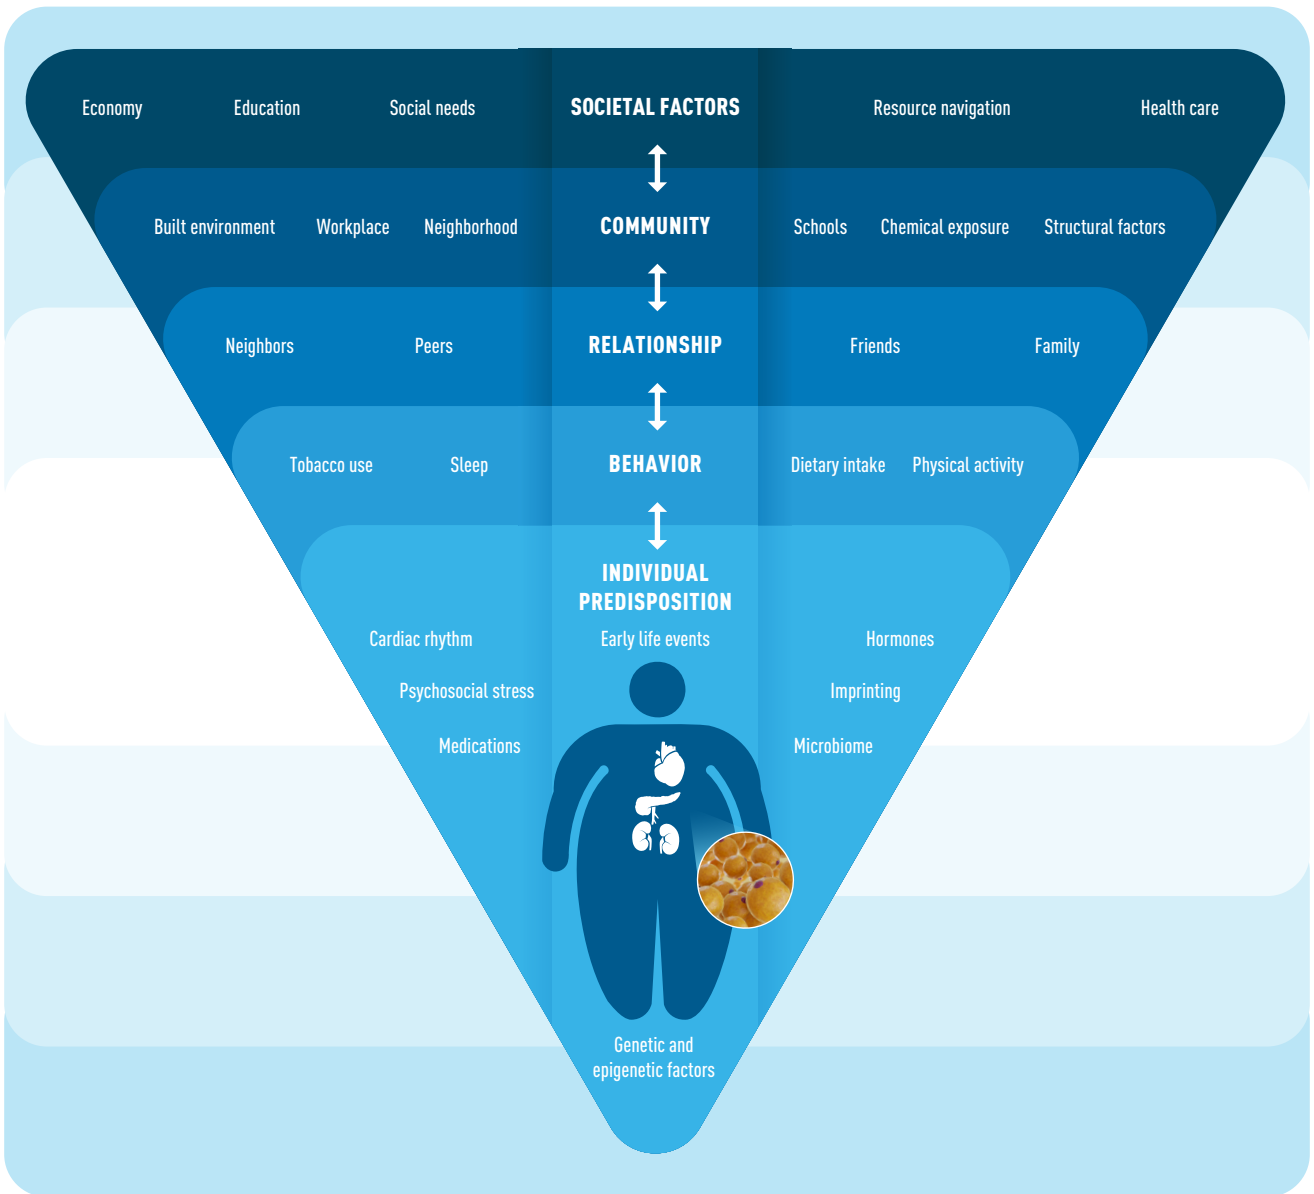 Economy Education Social needs SOCIETAL FACTORS Resource navigation Health care
Built environment Workplace Neighborhood COMMUNITY Schools Chemical exposure Structural factors
Neighbors Peers RELATIONSHIP Friends Family
Tobacco use Sleep BEHAVIOR Dietary intake Physical activity
INDIVIDUAL
PREDISPOSITION
Cardiac rhythm Early life events Hormones
Psychosocial stress Imprinting
Medications Microbiome
Genetic and
epigenetic factors